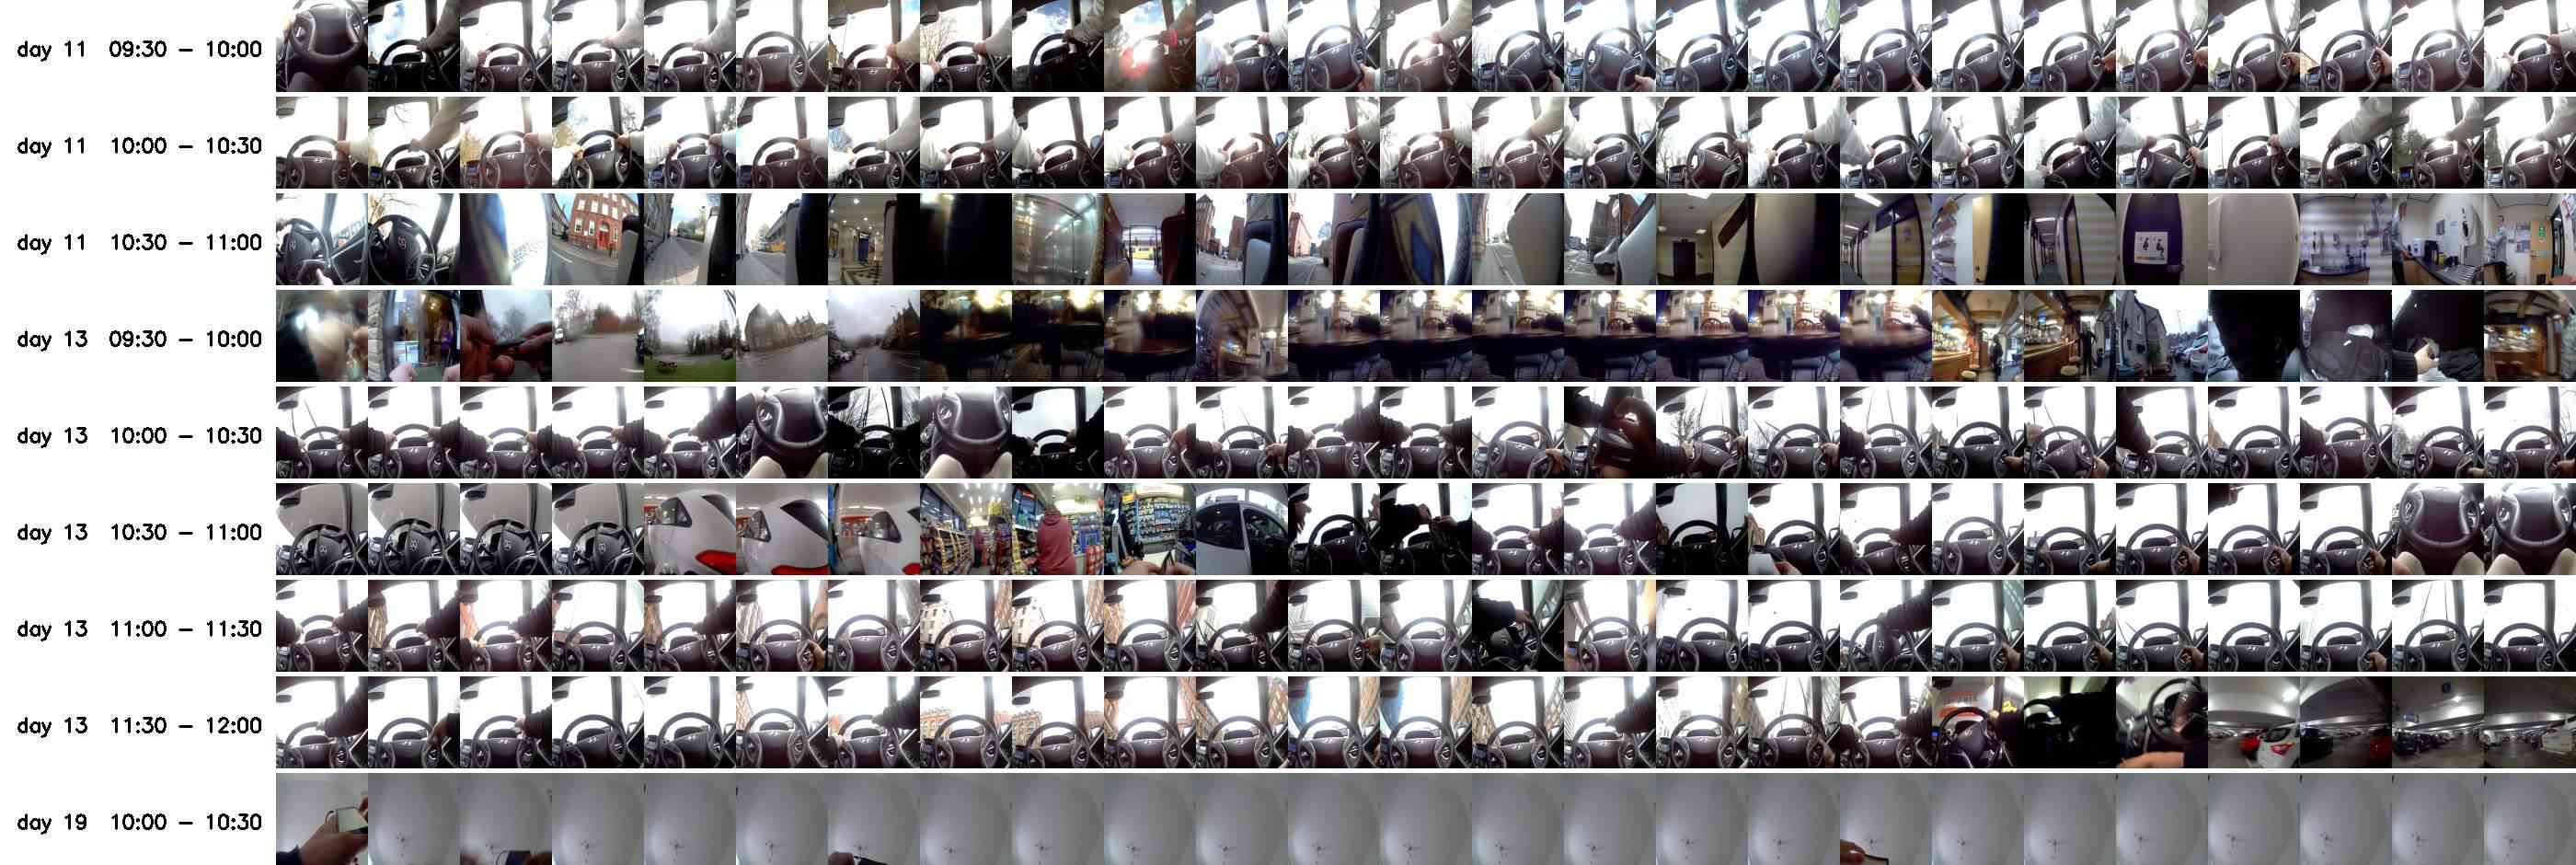 day 11 09:30 - 10:00
day 11 10:00 - 10:30
day 11 10:30 - 11:00
day 13 09:30 - 10:00
day 13 10:00 - 10:30
day 13 10:30 - 11:00
day 13 11:00 - 11:30
day 13 11:30 - 12:00
day 19 10:00 - 10:30